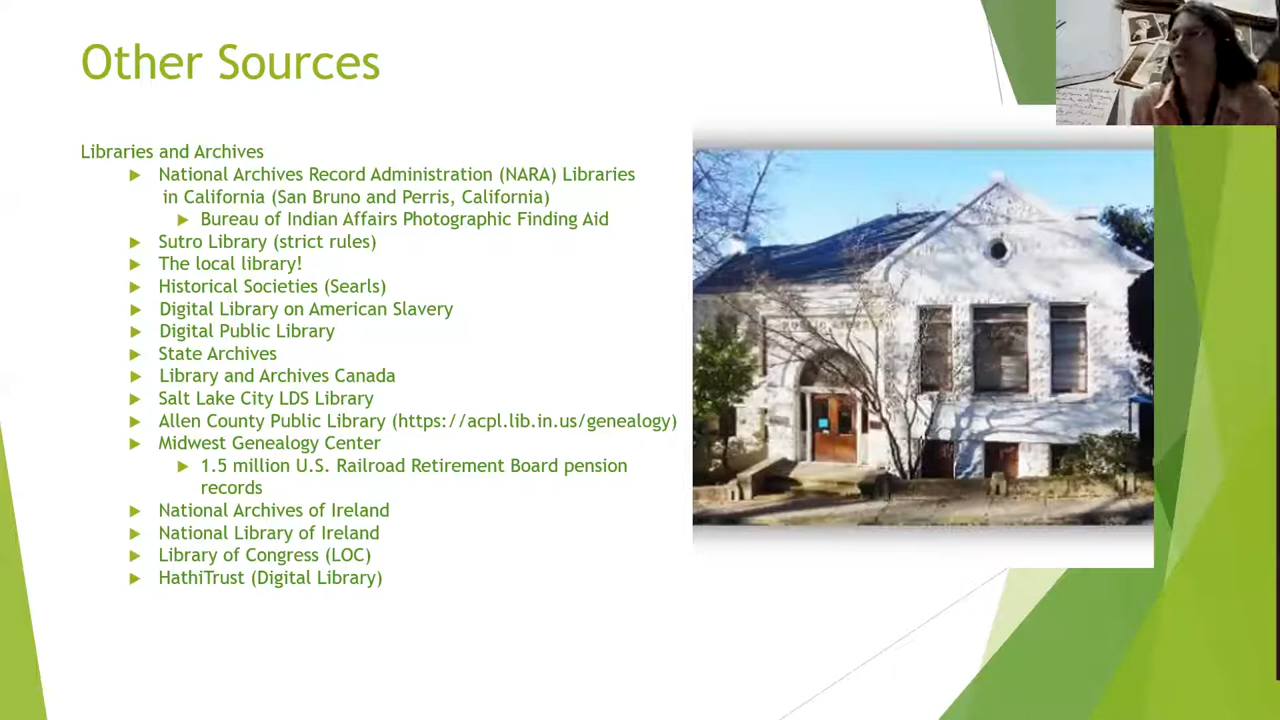 Other Sources
Libraries and Archives
National Archives Record Administration (NARA) Libraries
in California (San Bruno and Perris, California)
Bureau of Indian Affairs Photographic Finding Aid
Sutro Library (strict rules)
The local library!
Historical Societies (Searls)
Digital Library on American Slavery
Digital Public Library
State Archives
Library and Archives Canada
Salt Lake City LDS Library
Allen County Public Library (https://acpl.lib.in.us/genealogy)
Midwest Genealogy Center
1.5 million U.S. Railroad Retirement Board pension
records
National Archives of Ireland
National Library of Ireland
Library of Congress (LOC)
HathiTrust (Digital Library)